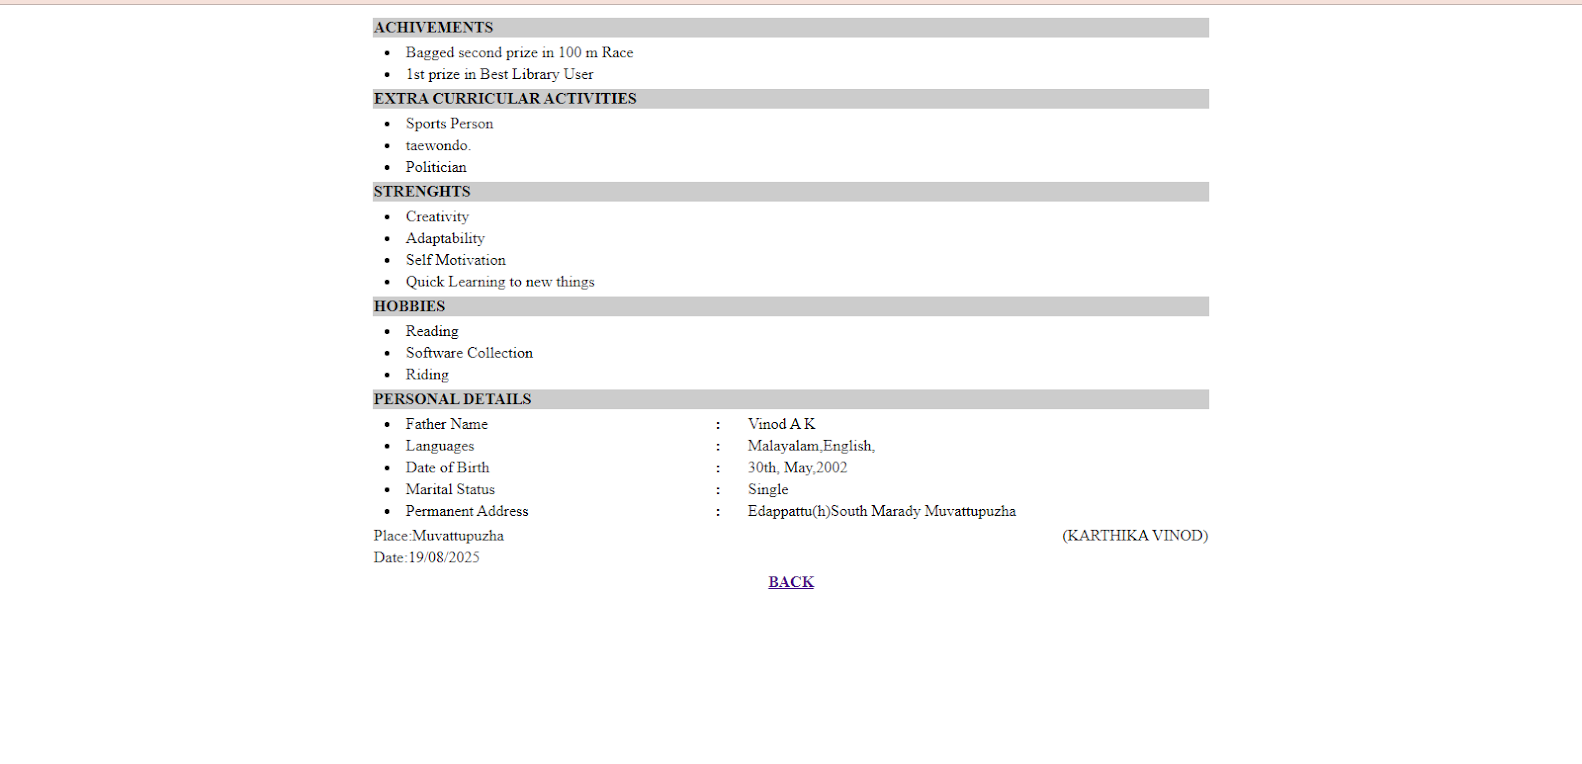 ACHIVEMENTS
Bagged second prize in 100 m Race
1st prize in Best Library User
EXTRA CURRICULAR ACTIVITIES
Sports Person
taewondo.
Politician
STRENGHTS
Creativity
Adaptability
Self Motivation
Quick Learning to new things
HOBBIES
Reading
Software Collection
Riding
PERSONAL DETAILS
Father Name : Vinod A K
Languages : Malayalam,English,
Date of Birth : 30th, May,2002
Marital Status : Single
Permanent Address : Edappattu(h)South Marady Muvattupuzha
Place:Muvattupuzha (KARTHIKA VINOD)
Date:19/08/2025
BACK